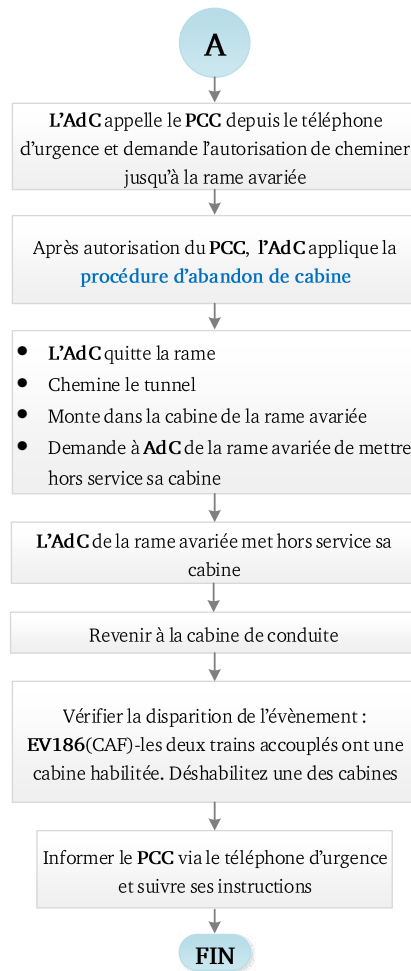 A
L'AdC appelle le PCC depuis le téléphone
d'urgence et demande l'autorisation de cheminer
jusqu'à la rame avariée
Après autorisation du PCC, l'AdC applique la
procédure d'abandon de cabine
● L'AdC quitte la rame
● Chemine le tunnel
● Monte dans la cabine de la rame avariée
● Demande à AdC de la rame avariée de mettre
hors service sa cabine
L'AdC de la rame avariée met hors service sa
cabine
Revenir à la cabine de conduite
Vérifier la disparition de l'évènement :
EV186(CAF)-les deux trains accouplés ont une
cabine habilitée. Déshabilitez une des cabines
Informer le PCC via le téléphone d'urgence
et suivre ses instructions
FIN